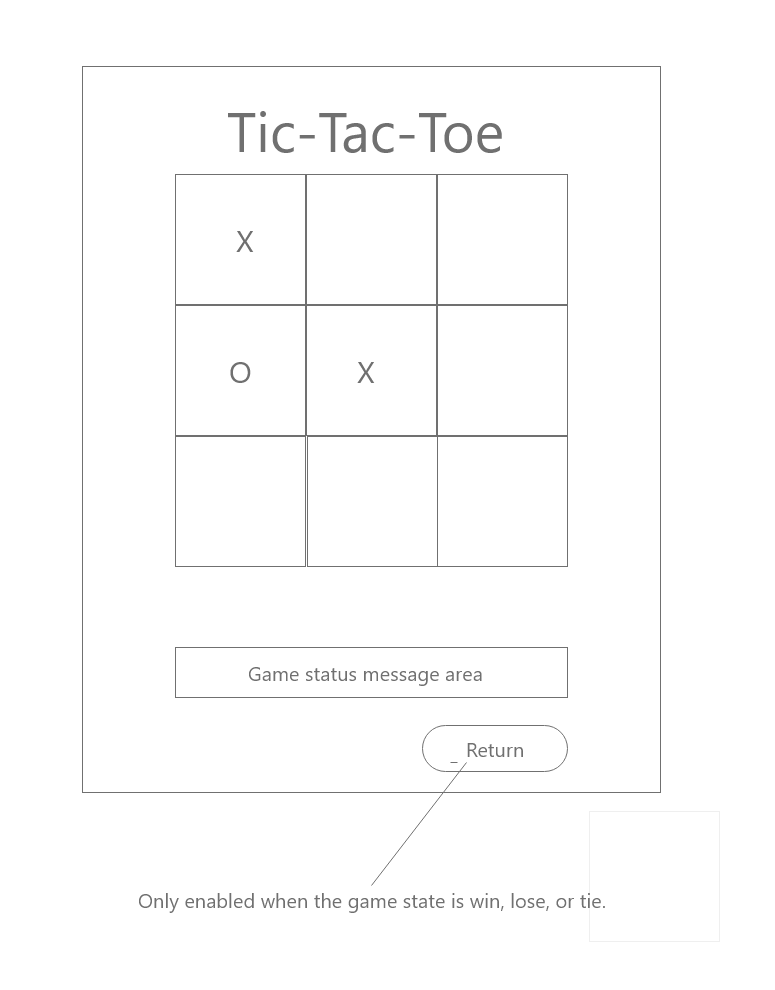 Tic-Tac-Toe
X
O X
Game status message area
_ Return
Only enabled when the game state is win, lose, or tie.